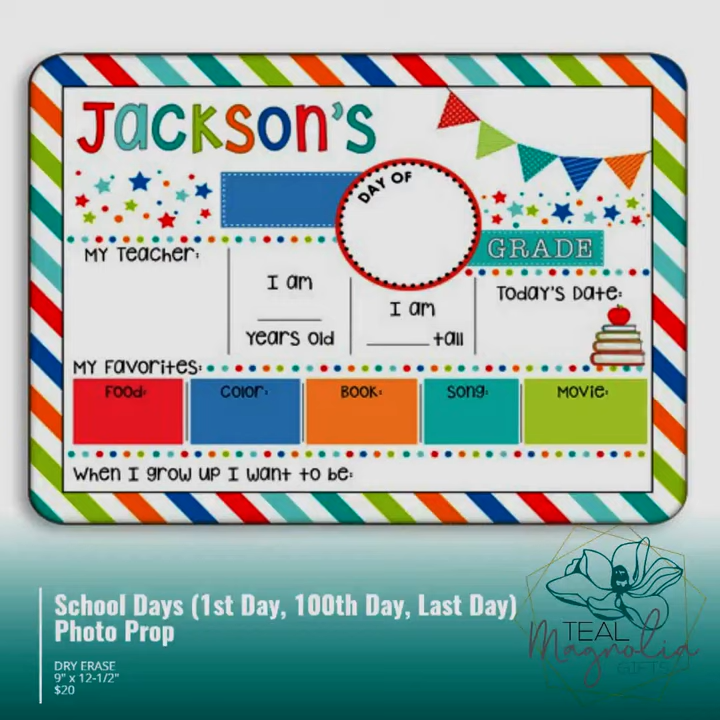 Jackson's
DAY OF
GRADE
MY Teacher:
I am
______
Years old
I am
______ tall
Today's Date:
MY Favorites:
Food:
Color:
Book:
Song:
Movie:
When I grow up I want to be:
School Days (1st Day, 100th Day, Last Day)
Photo Prop
DRY ERASE
9" x 12-1/2"
$20
TEAL
Magnolia
GIFTS